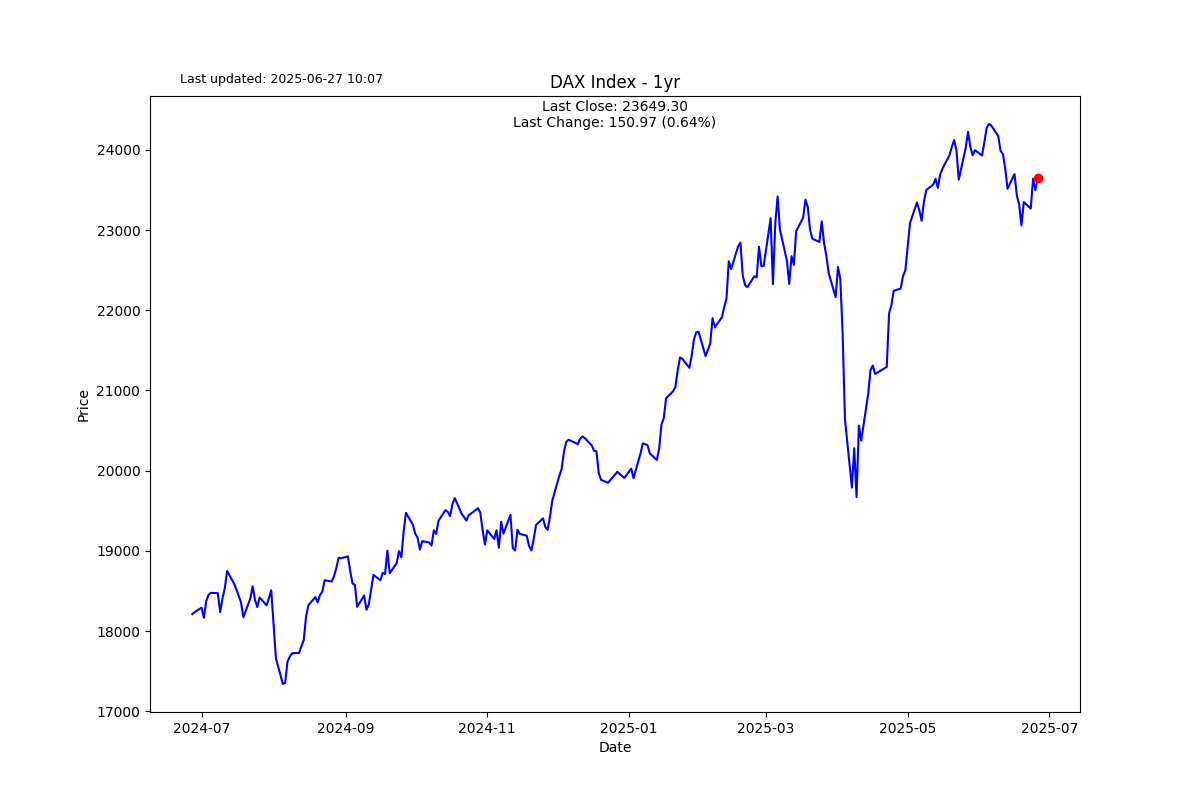 Last updated: 2025-06-27 10:07
DAX Index - 1yr
Last Close: 23649.30
Last Change: 150.97 (0.64%)
24000
23000
22000
21000
20000
19000
18000
17000
Price
2024-07
2024-09
2024-11
2025-01
2025-03
2025-05
2025-07
Date